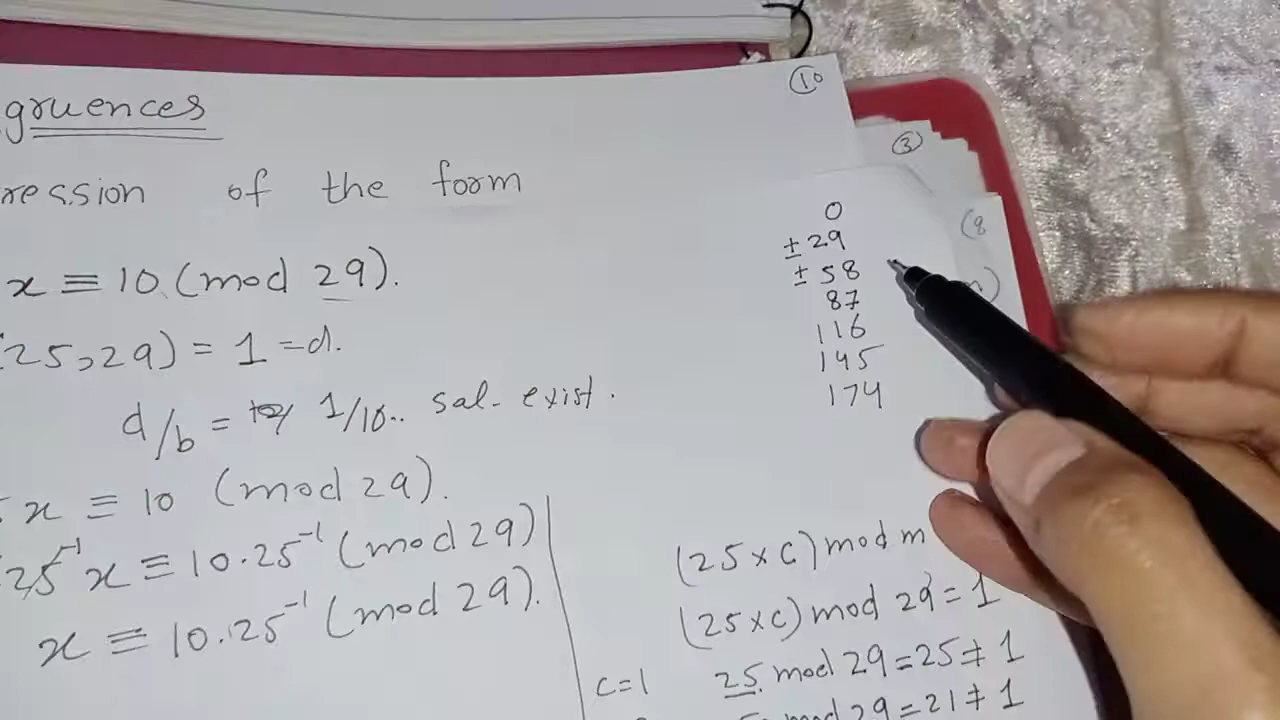 ⑩
gruences
③
ression of the form
(8
x ≡ 10 (mod 29).
25,29) = 1 = d.
d/b = 1/10.. sal- exist.
x ≡ 10 (mod 29).
25⁻¹ x ≡ 10.25⁻¹ (mod 29)
x ≡ 10.25⁻¹ (mod 29).
0
± 29
± 58
87
116
145
174
(25 × c) mod m
(25 × c) mod 29 = 1
c=1 25 mod 29 = 25 ≠ 1
mod 29 = 21 ≠ 1